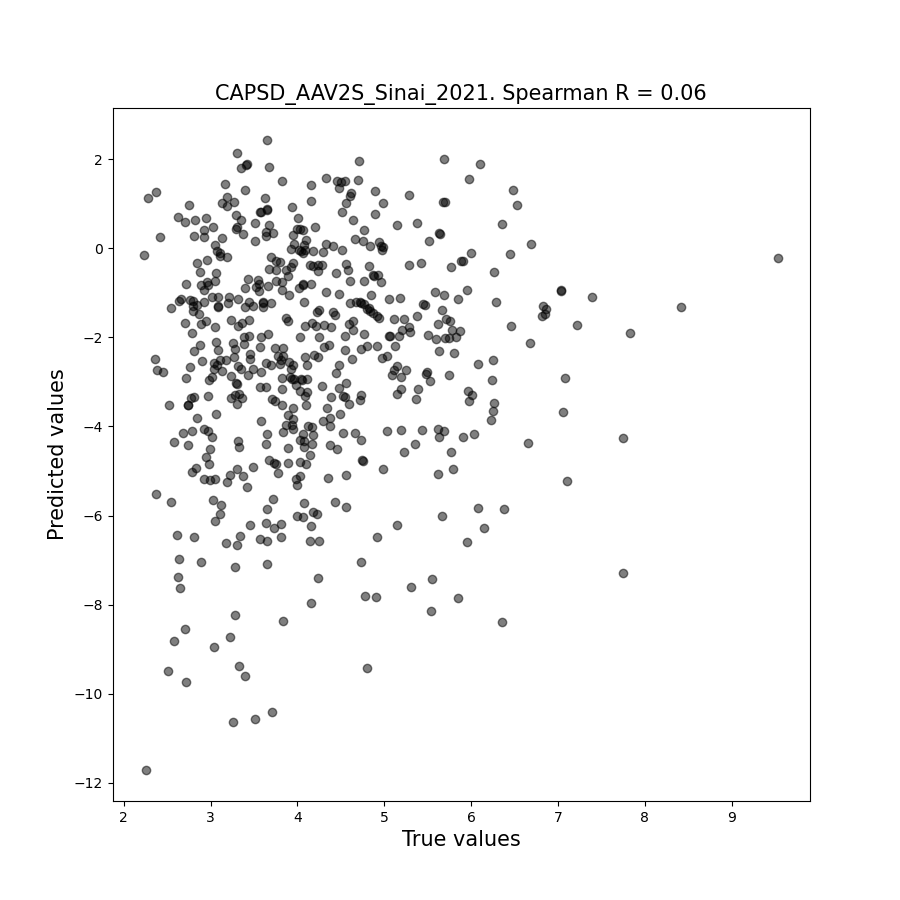 CAPSD_AAV2S_Sinai_2021. Spearman R = 0.06
2
0
−2
−4
−6
−8
−10
−12
Predicted values
2 3 4 5 6 7 8 9
True values